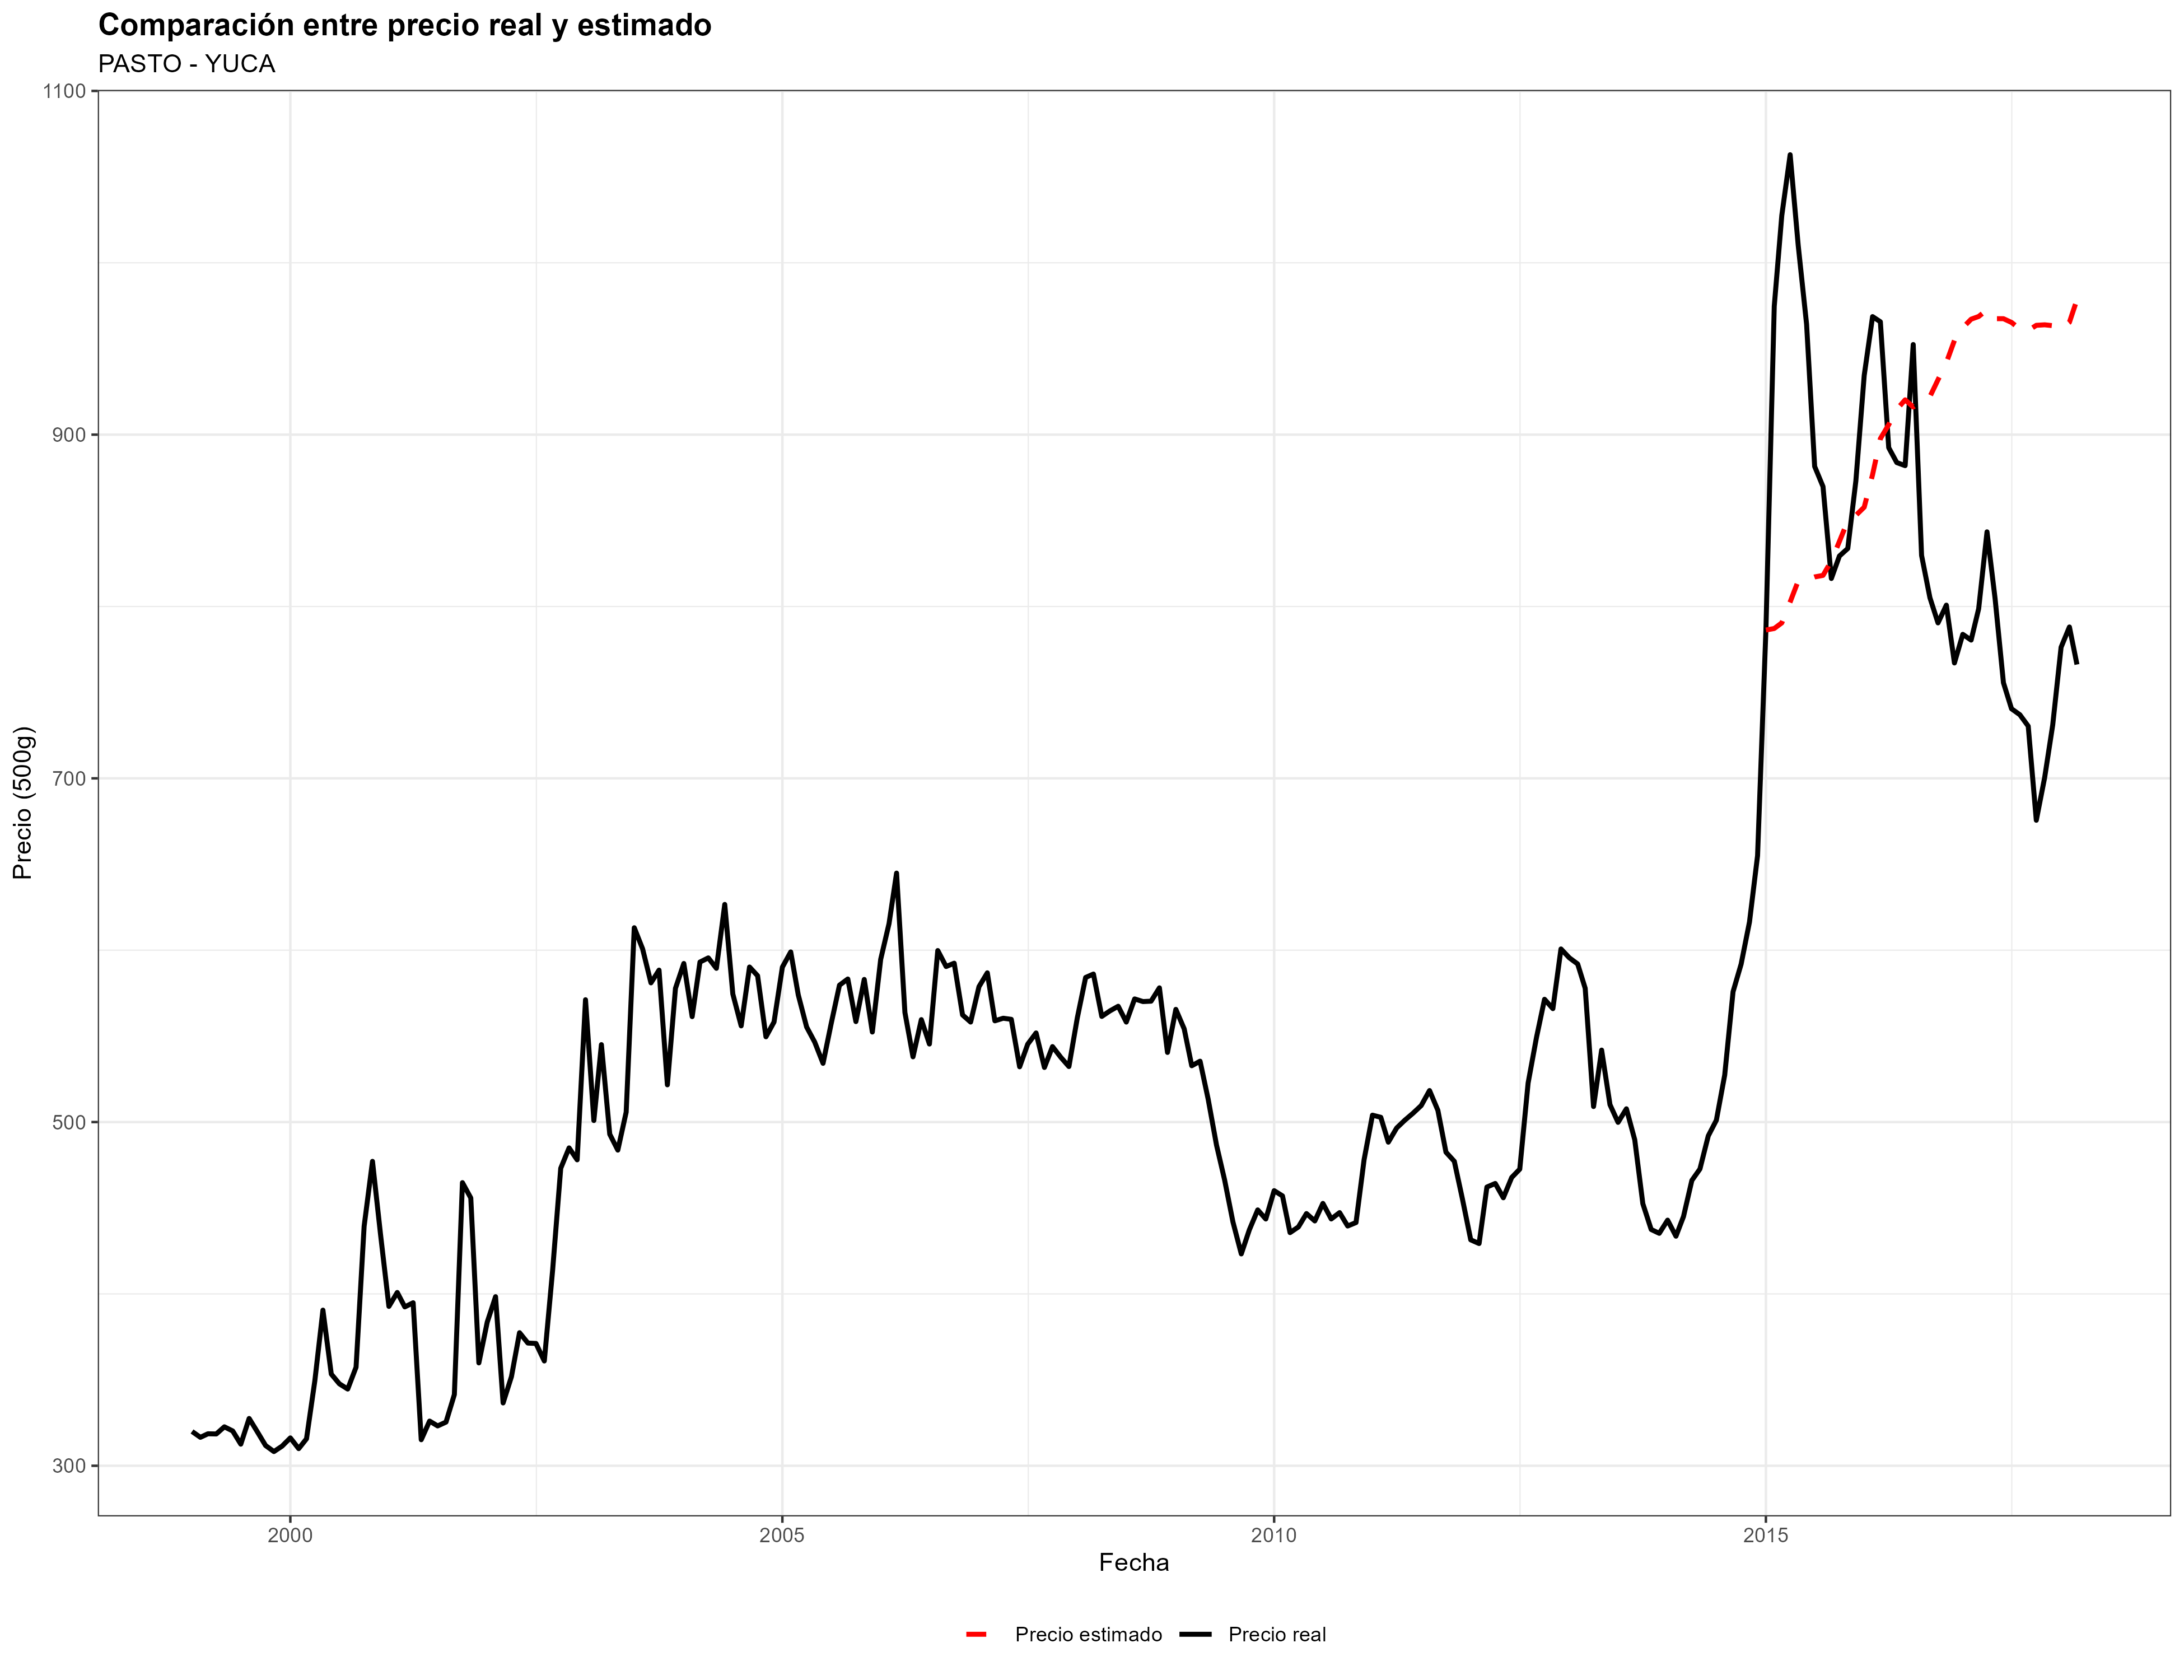 Comparación entre precio real y estimado
PASTO - YUCA
1100
900
700
500
300
Precio (500g)
2000 2005 2010 2015
Fecha
Precio estimado Precio real